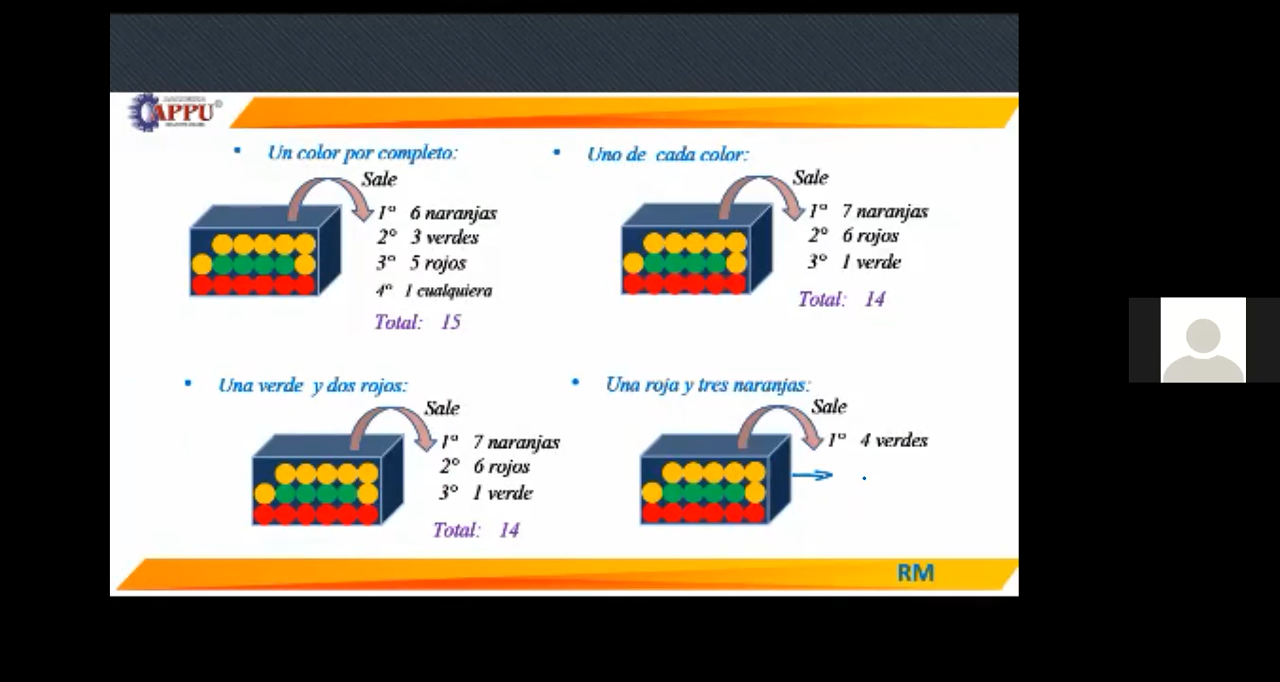 APPU
Un color por completo:
Sale
1° 6 naranjas
2° 3 verdes
3° 5 rojos
4° 1 cualquiera
Total: 15
Uno de cada color:
Sale
1° 7 naranjas
2° 6 rojos
3° 1 verde
Total: 14
Una verde y dos rojos:
Sale
1° 7 naranjas
2° 6 rojos
3° 1 verde
Total: 14
Una roja y tres naranjas:
Sale
1° 4 verdes
RM